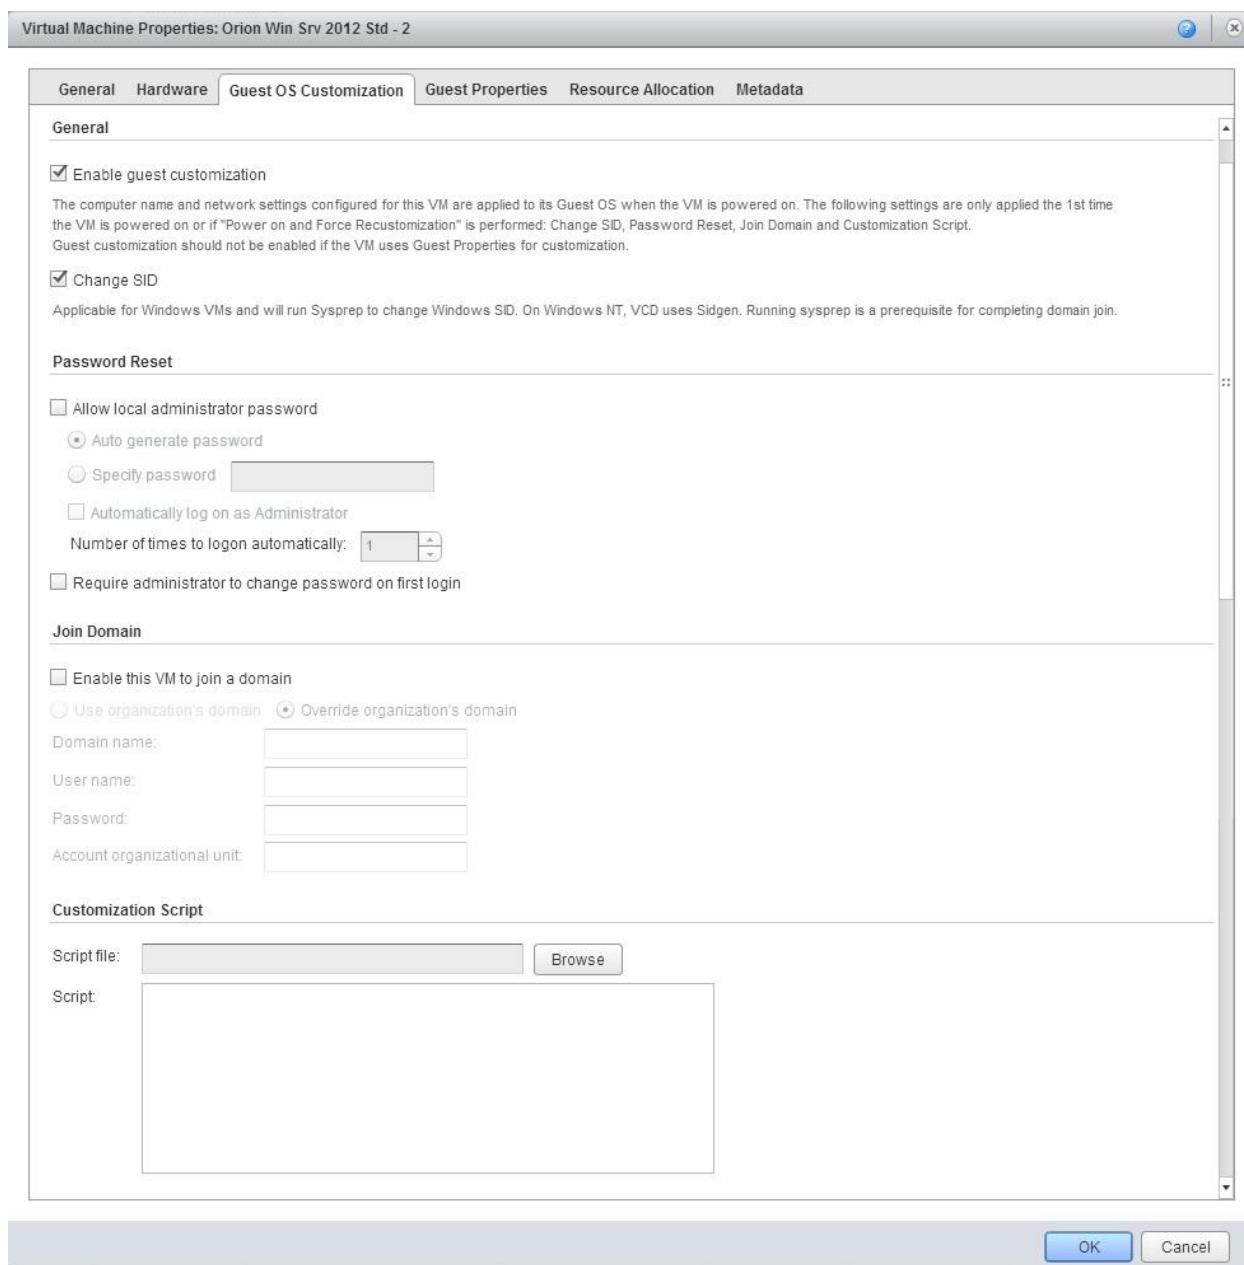 Virtual Machine Properties: Orion Win Srv 2012 Std - 2
General Hardware Guest OS Customization Guest Properties Resource Allocation Metadata
General
Enable guest customization
The computer name and network settings configured for this VM are applied to its Guest OS when the VM is powered on. The following settings are only applied the 1st time
the VM is powered on or if "Power on and Force Recustomization" is performed: Change SID, Password Reset, Join Domain and Customization Script.
Guest customization should not be enabled if the VM uses Guest Properties for customization.
Change SID
Applicable for Windows VMs and will run Sysprep to change Windows SID. On Windows NT, VCD uses Sidgen. Running sysprep is a prerequisite for completing domain join.
Password Reset
Allow local administrator password
Auto generate password
Specify password
Automatically log on as Administrator
Number of times to logon automatically: 1
Require administrator to change password on first login
Join Domain
Enable this VM to join a domain
Use organization's domain Override organization's domain
Domain name:
User name:
Password:
Account organizational unit:
Customization Script
Script file: Browse
Script:
OK Cancel